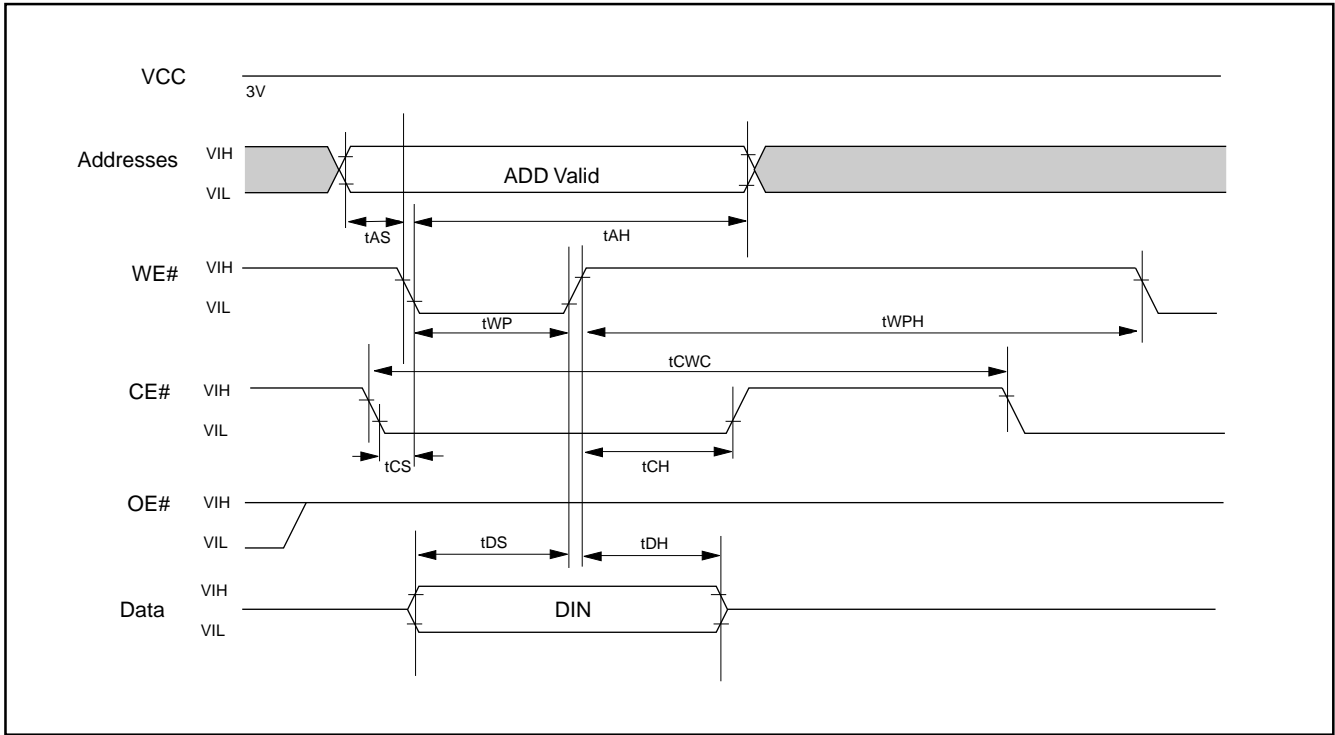 VCC
3V
Addresses
VIH
VIL
ADD Valid
tAS
tAH
WE#
VIH
VIL
tWP
tWPH
tCWC
CE#
VIH
VIL
tCS
tCH
OE#
VIH
VIL
tDS
tDH
Data
VIH
VIL
DIN